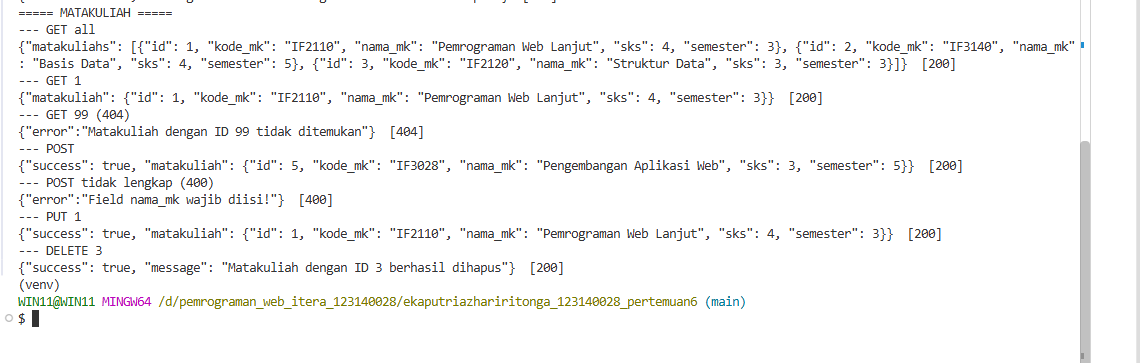 ===== MATAKULIAH =====
--- GET all
{"matakuliahs": [{"id": 1, "kode_mk": "IF2110", "nama_mk": "Pemrograman Web Lanjut", "sks": 4, "semester": 3}, {"id": 2, "kode_mk": "IF3140", "nama_mk"
: "Basis Data", "sks": 4, "semester": 5}, {"id": 3, "kode_mk": "IF2120", "nama_mk": "Struktur Data", "sks": 3, "semester": 3}]}  [200]
--- GET 1
{"matakuliah": {"id": 1, "kode_mk": "IF2110", "nama_mk": "Pemrograman Web Lanjut", "sks": 4, "semester": 3}}  [200]
--- GET 99 (404)
{"error":"Matakuliah dengan ID 99 tidak ditemukan"}  [404]
--- POST
{"success": true, "matakuliah": {"id": 5, "kode_mk": "IF3028", "nama_mk": "Pengembangan Aplikasi Web", "sks": 3, "semester": 5}}  [200]
--- POST tidak lengkap (400)
{"error":"Field nama_mk wajib diisi!"}  [400]
--- PUT 1
{"success": true, "matakuliah": {"id": 1, "kode_mk": "IF2110", "nama_mk": "Pemrograman Web Lanjut", "sks": 4, "semester": 3}}  [200]
--- DELETE 3
{"success": true, "message": "Matakuliah dengan ID 3 berhasil dihapus"}  [200]
(venv)
WIN11@WIN11 MINGW64 /d/pemrograman_web_itera_123140028/ekaputriazhariritonga_123140028_pertemuan6 (main)
$